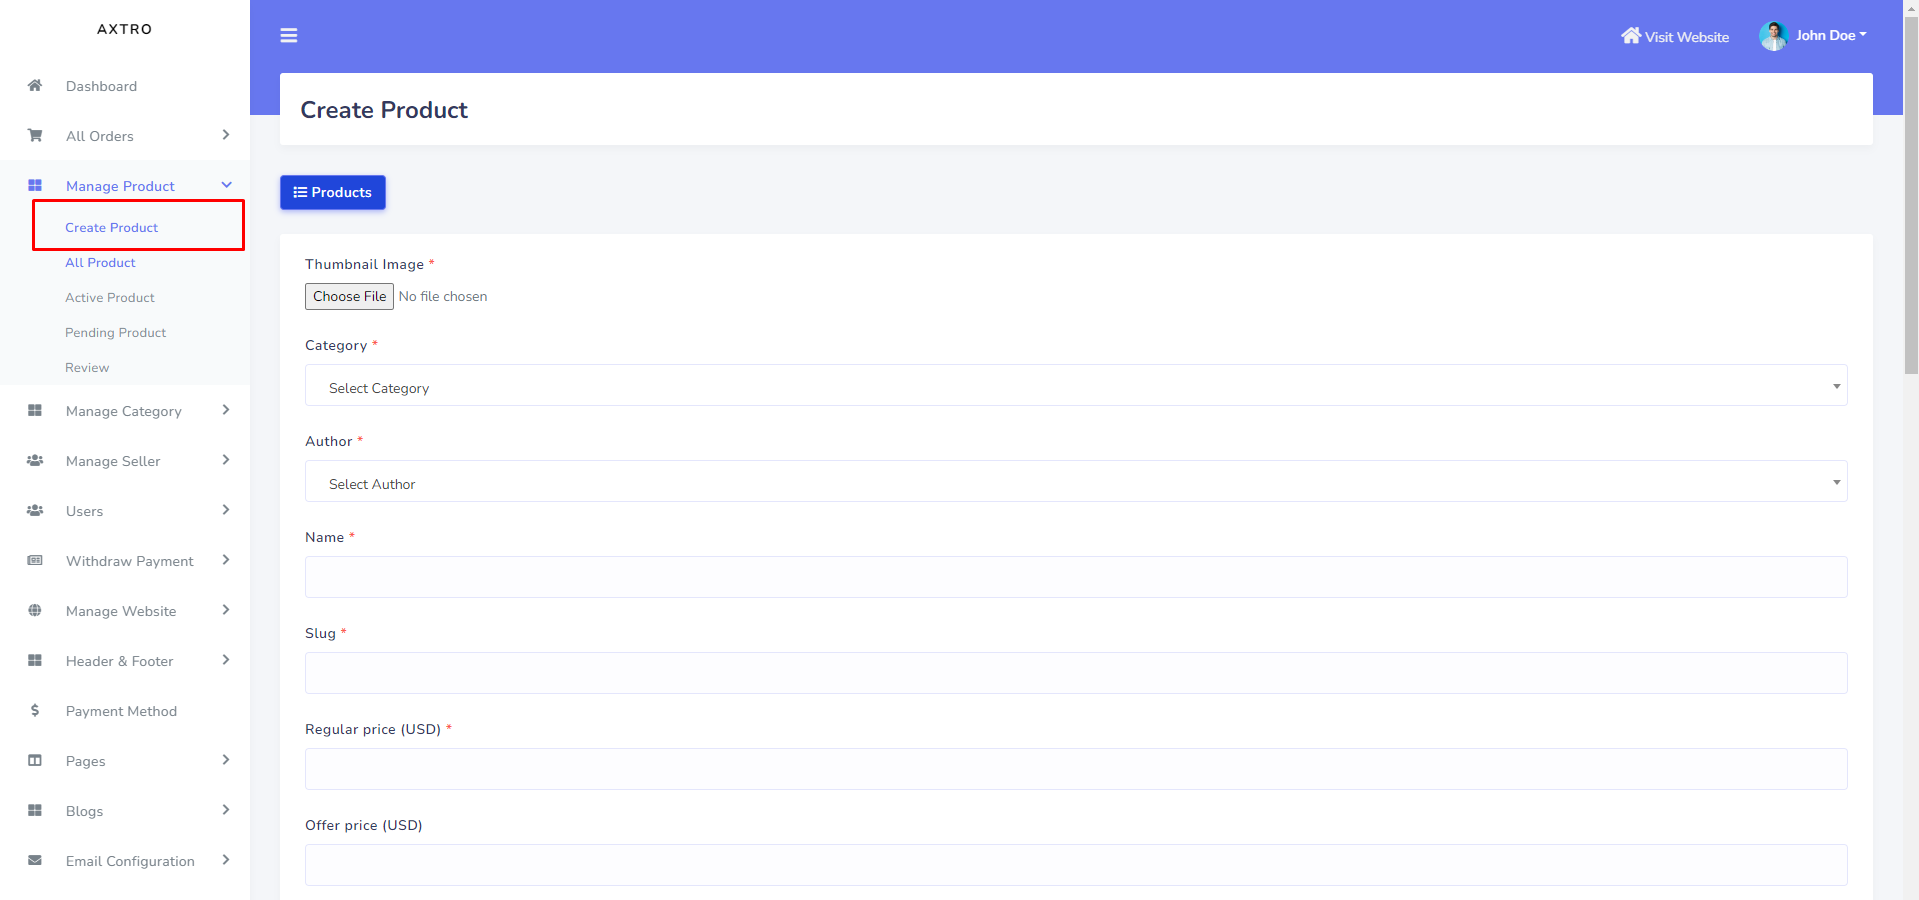 AXTRO
Dashboard
All Orders
Manage Product
Create Product
All Product
Active Product
Pending Product
Review
Manage Category
Manage Seller
Users
Withdraw Payment
Manage Website
Header & Footer
Payment Method
Pages
Blogs
Email Configuration
Visit Website
John Doe
Create Product
Products
Thumbnail Image *
Choose File No file chosen
Category *
Select Category
Author *
Select Author
Name *
Slug *
Regular price (USD) *
Offer price (USD)